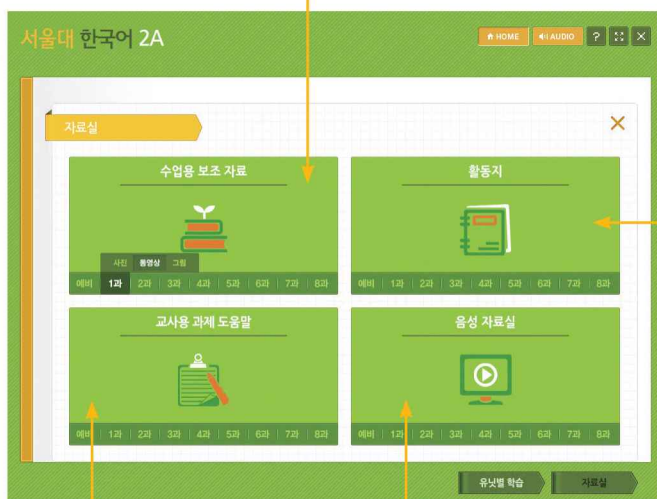 서울대 한국어 2A
HOME AUDIO ?
자료실
수업용 보조 자료
사진 동영상 그림
예비 1과 2과 3과 4과 5과 6과 7과 8과
활동지
예비 1과 2과 3과 4과 5과 6과 7과 8과
교사용 과제 도움말
예비 1과 2과 3과 4과 5과 6과 7과 8과
음성 자료실
예비 1과 2과 3과 4과 5과 6과 7과 8과
유닛별 학습 자료실